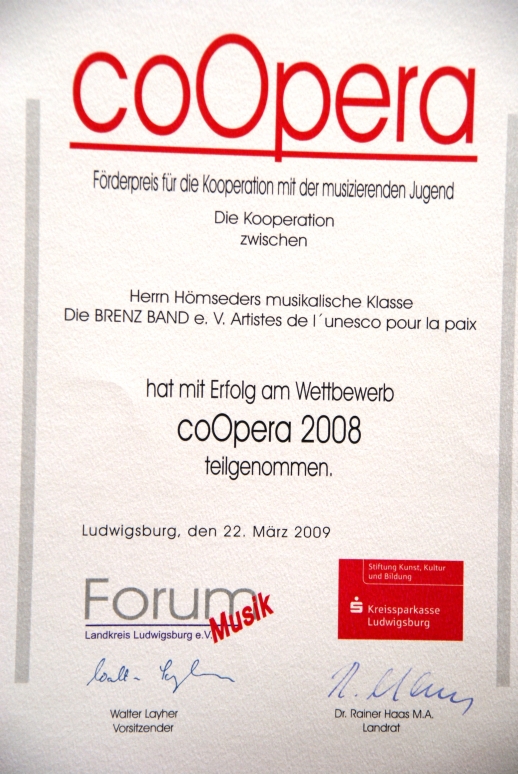 coOpera
Förderpreis für die Kooperation mit der musizierenden Jugend
Die Kooperation
zwischen
Herrn Hömseders musikalische Klasse
Die BRENZ BAND e. V. Artistes de l´unesco pour la paix
hat mit Erfolg am Wettbewerb
coOpera 2008
teilgenommen.
Ludwigsburg, den 22. März 2009
Forum
Musik
Landkreis Ludwigsburg e.V.
Stiftung Kunst, Kultur
und Bildung
Kreissparkasse
Ludwigsburg
Walter Layher
Vorsitzender
Dr. Rainer Haas M.A.
Landrat